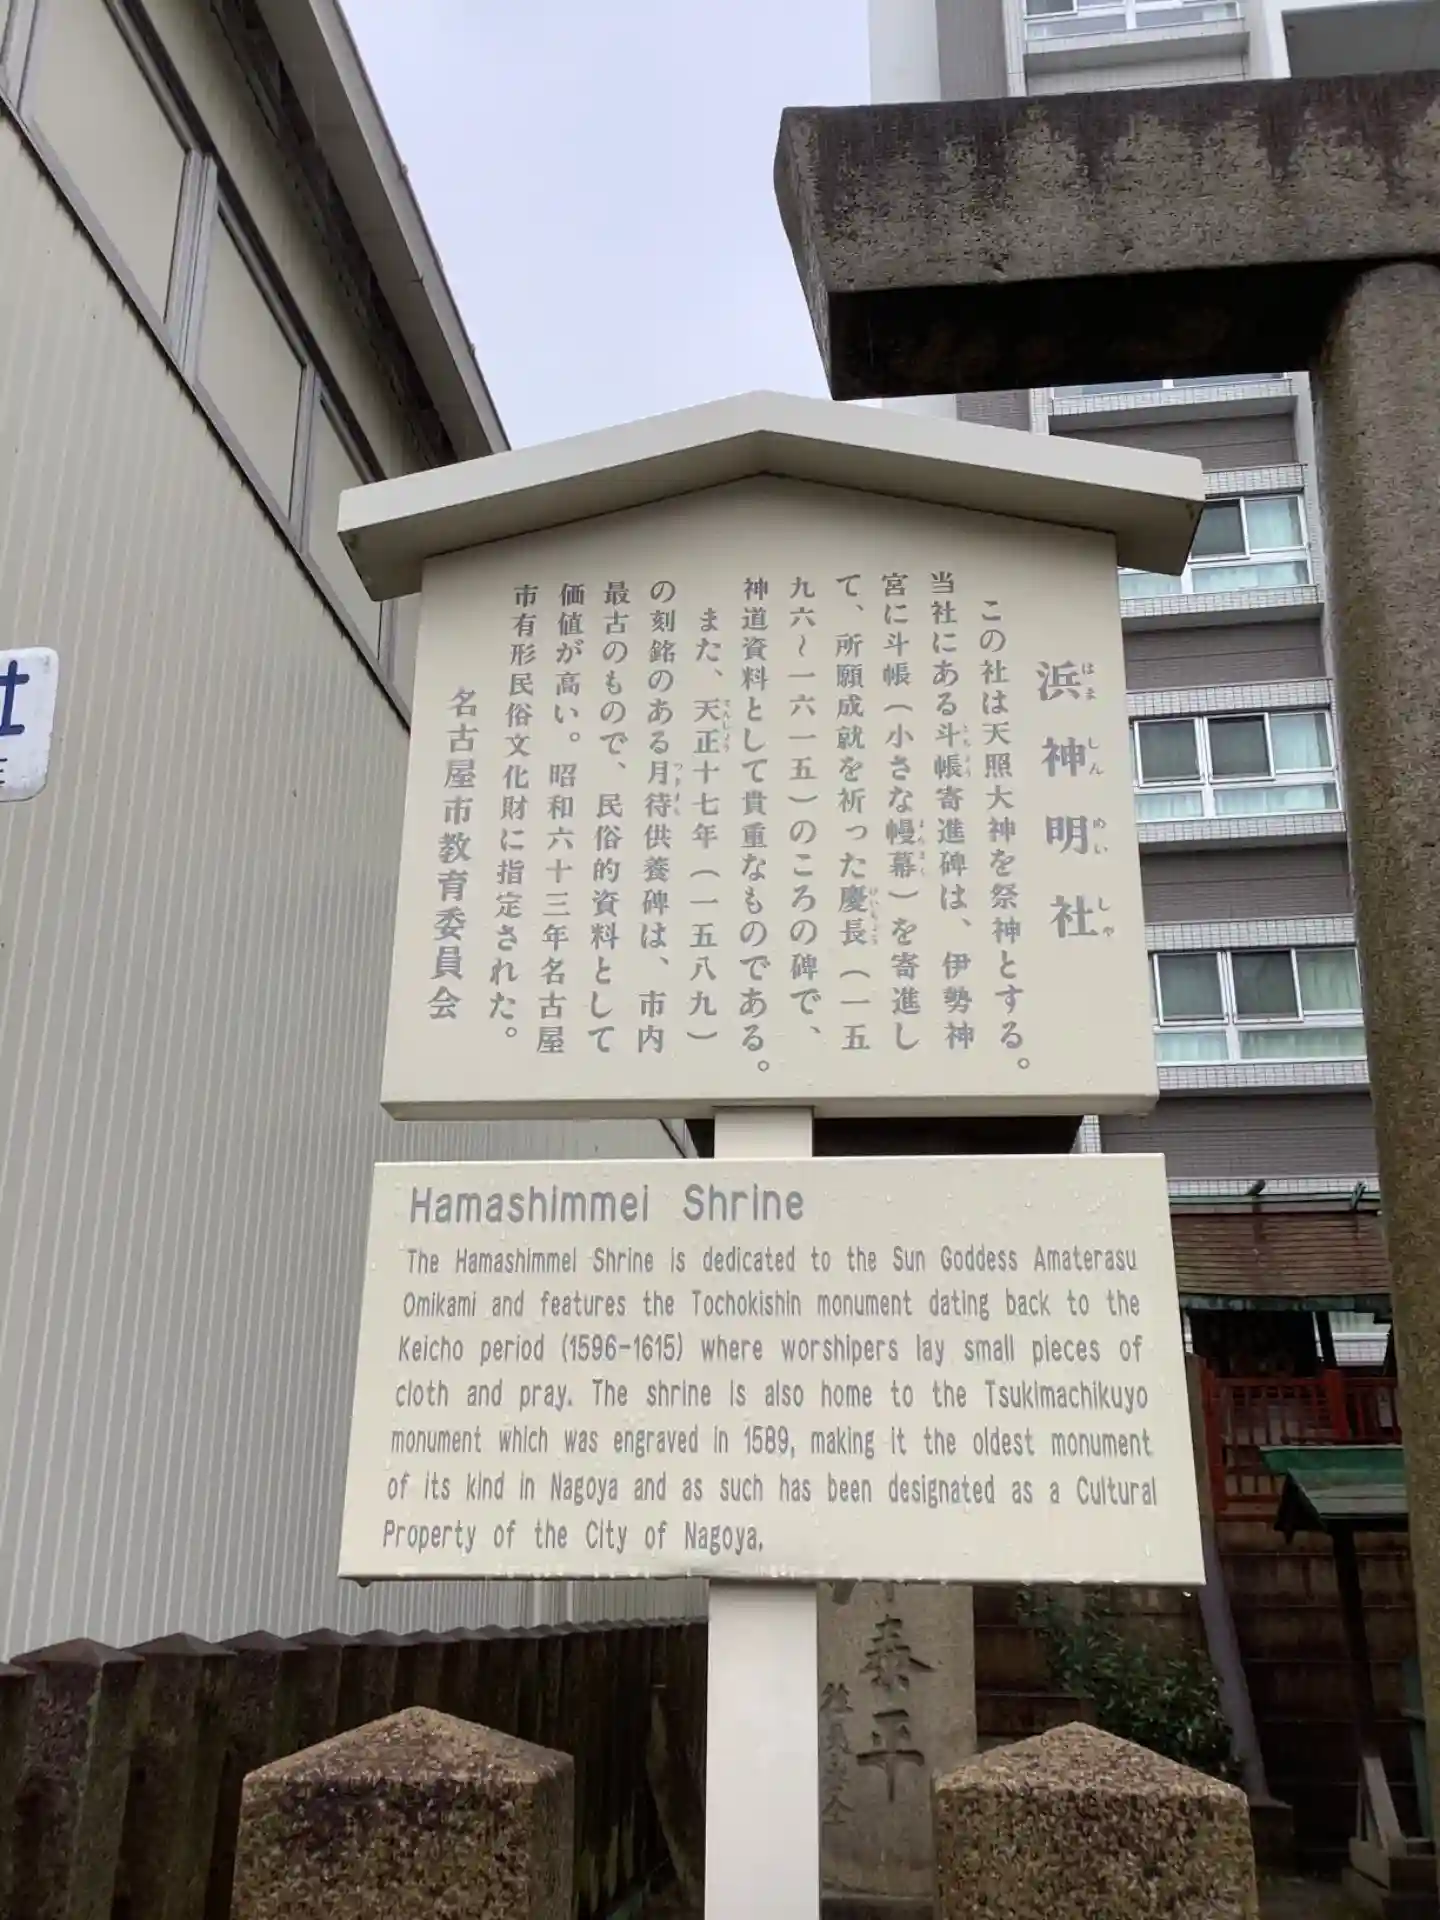 浜神明社
はましんめいしゃ
この社は天照大神を祭神とする。
当社にある斗帳寄進碑は、伊勢神
宮に斗帳（小さな幔幕）を寄進し
て、所願成就を祈った慶長（一五
九六～一六一五）のころの碑で、
神道資料として貴重なものである。
また、天正十七年（一五八九）
の刻銘のある月待供養碑は、市内
最古のもので、民俗的資料として
価値が高い。昭和六十三年名古屋
市有形民俗文化財に指定された。
名古屋市教育委員会
Hamashimmei Shrine
The Hamashimmei Shrine is dedicated to the Sun Goddess Amaterasu
Omikami and features the Tochokishin monument dating back to the
Keicho period (1596-1615) where worshipers lay small pieces of
cloth and pray. The shrine is also home to the Tsukimachikuyo
monument which was engraved in 1589, making it the oldest monument
of its kind in Nagoya and as such has been designated as a Cultural
Property of the City of Nagoya.
泰平
社